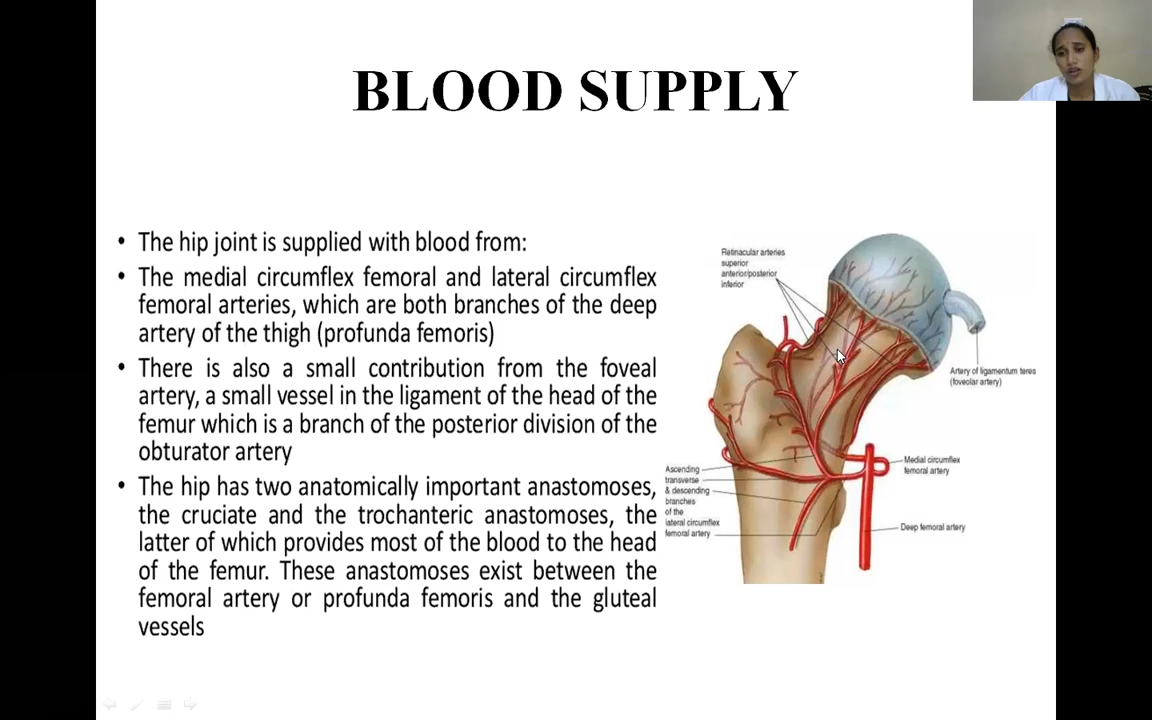 BLOOD SUPPLY
• The hip joint is supplied with blood from:
• The medial circumflex femoral and lateral circumflex
femoral arteries, which are both branches of the deep
artery of the thigh (profunda femoris)
• There is also a small contribution from the foveal
artery, a small vessel in the ligament of the head of the
femur which is a branch of the posterior division of the
obturator artery
• The hip has two anatomically important anastomoses,
the cruciate and the trochanteric anastomoses, the
latter of which provides most of the blood to the head
of the femur. These anastomoses exist between the
femoral artery or profunda femoris and the gluteal
vessels
Retinacular arteries
superior
anterior/posterior
inferior
Artery of ligamentum teres
(foveolar artery)
Medial circumflex
femoral artery
Deep femoral artery
Ascending
transverse
& descending
branches
of the
lateral circumflex
femoral artery